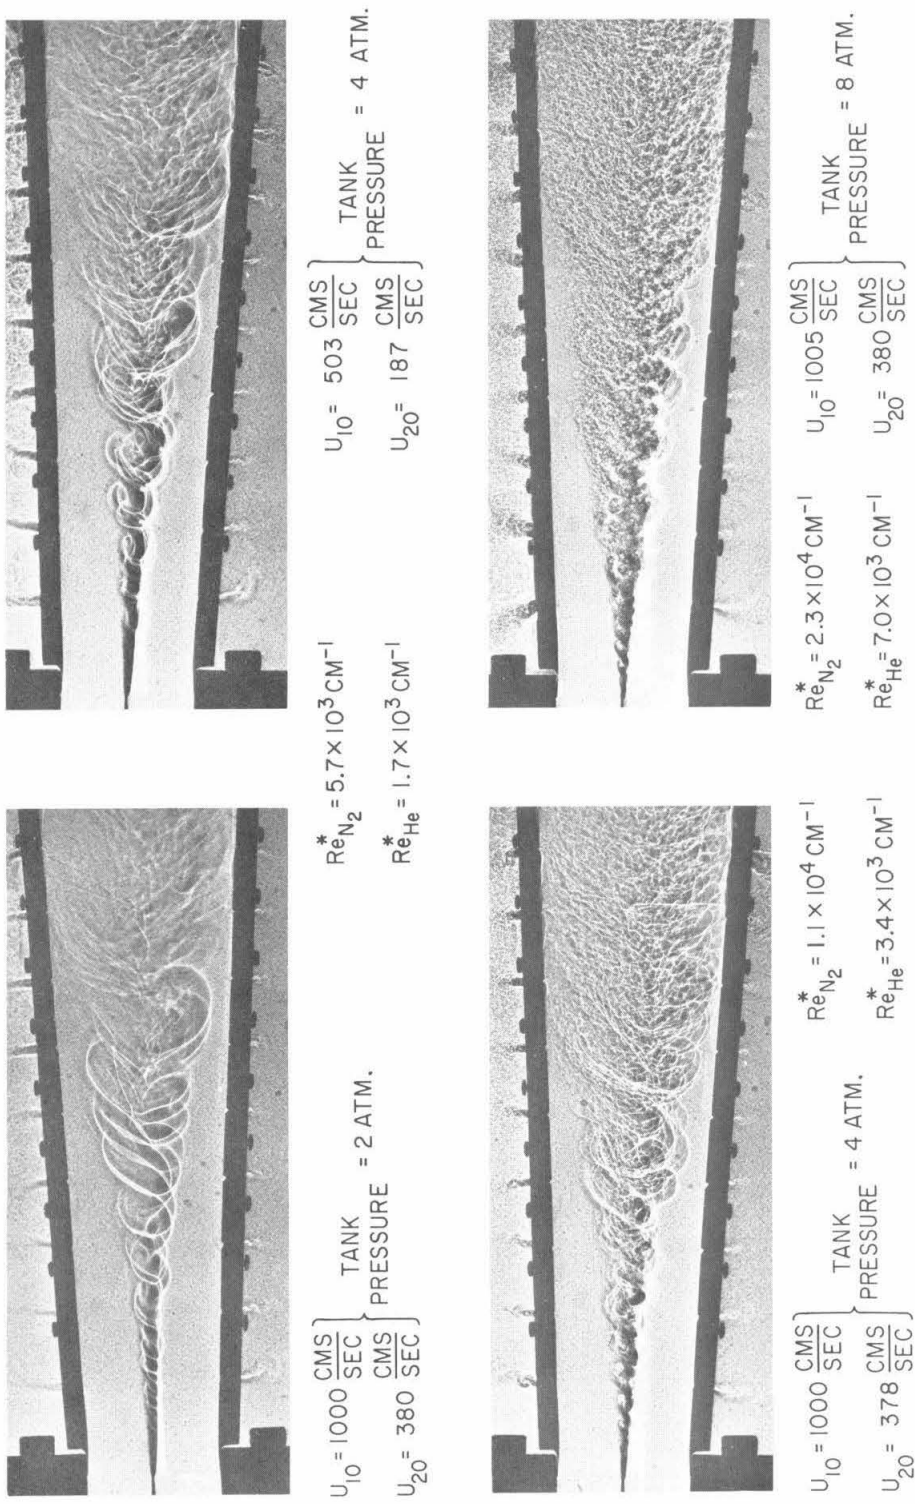 U₁₀ = 1000 CMS/SEC
U₂₀ = 380 CMS/SEC
TANK PRESSURE = 2 ATM.
Re*N₂ = 5.7 × 10³ CM⁻¹
Re*He = 1.7 × 10³ CM⁻¹
U₁₀ = 503 CMS/SEC
U₂₀ = 187 CMS/SEC
TANK PRESSURE = 4 ATM.
U₁₀ = 1000 CMS/SEC
U₂₀ = 378 CMS/SEC
TANK PRESSURE = 4 ATM.
Re*N₂ = 1.1 × 10⁴ CM⁻¹
Re*He = 3.4 × 10³ CM⁻¹
Re*N₂ = 2.3 × 10⁴ CM⁻¹
Re*He = 7.0 × 10³ CM⁻¹
U₁₀ = 1005 CMS/SEC
U₂₀ = 380 CMS/SEC
TANK PRESSURE = 8 ATM.